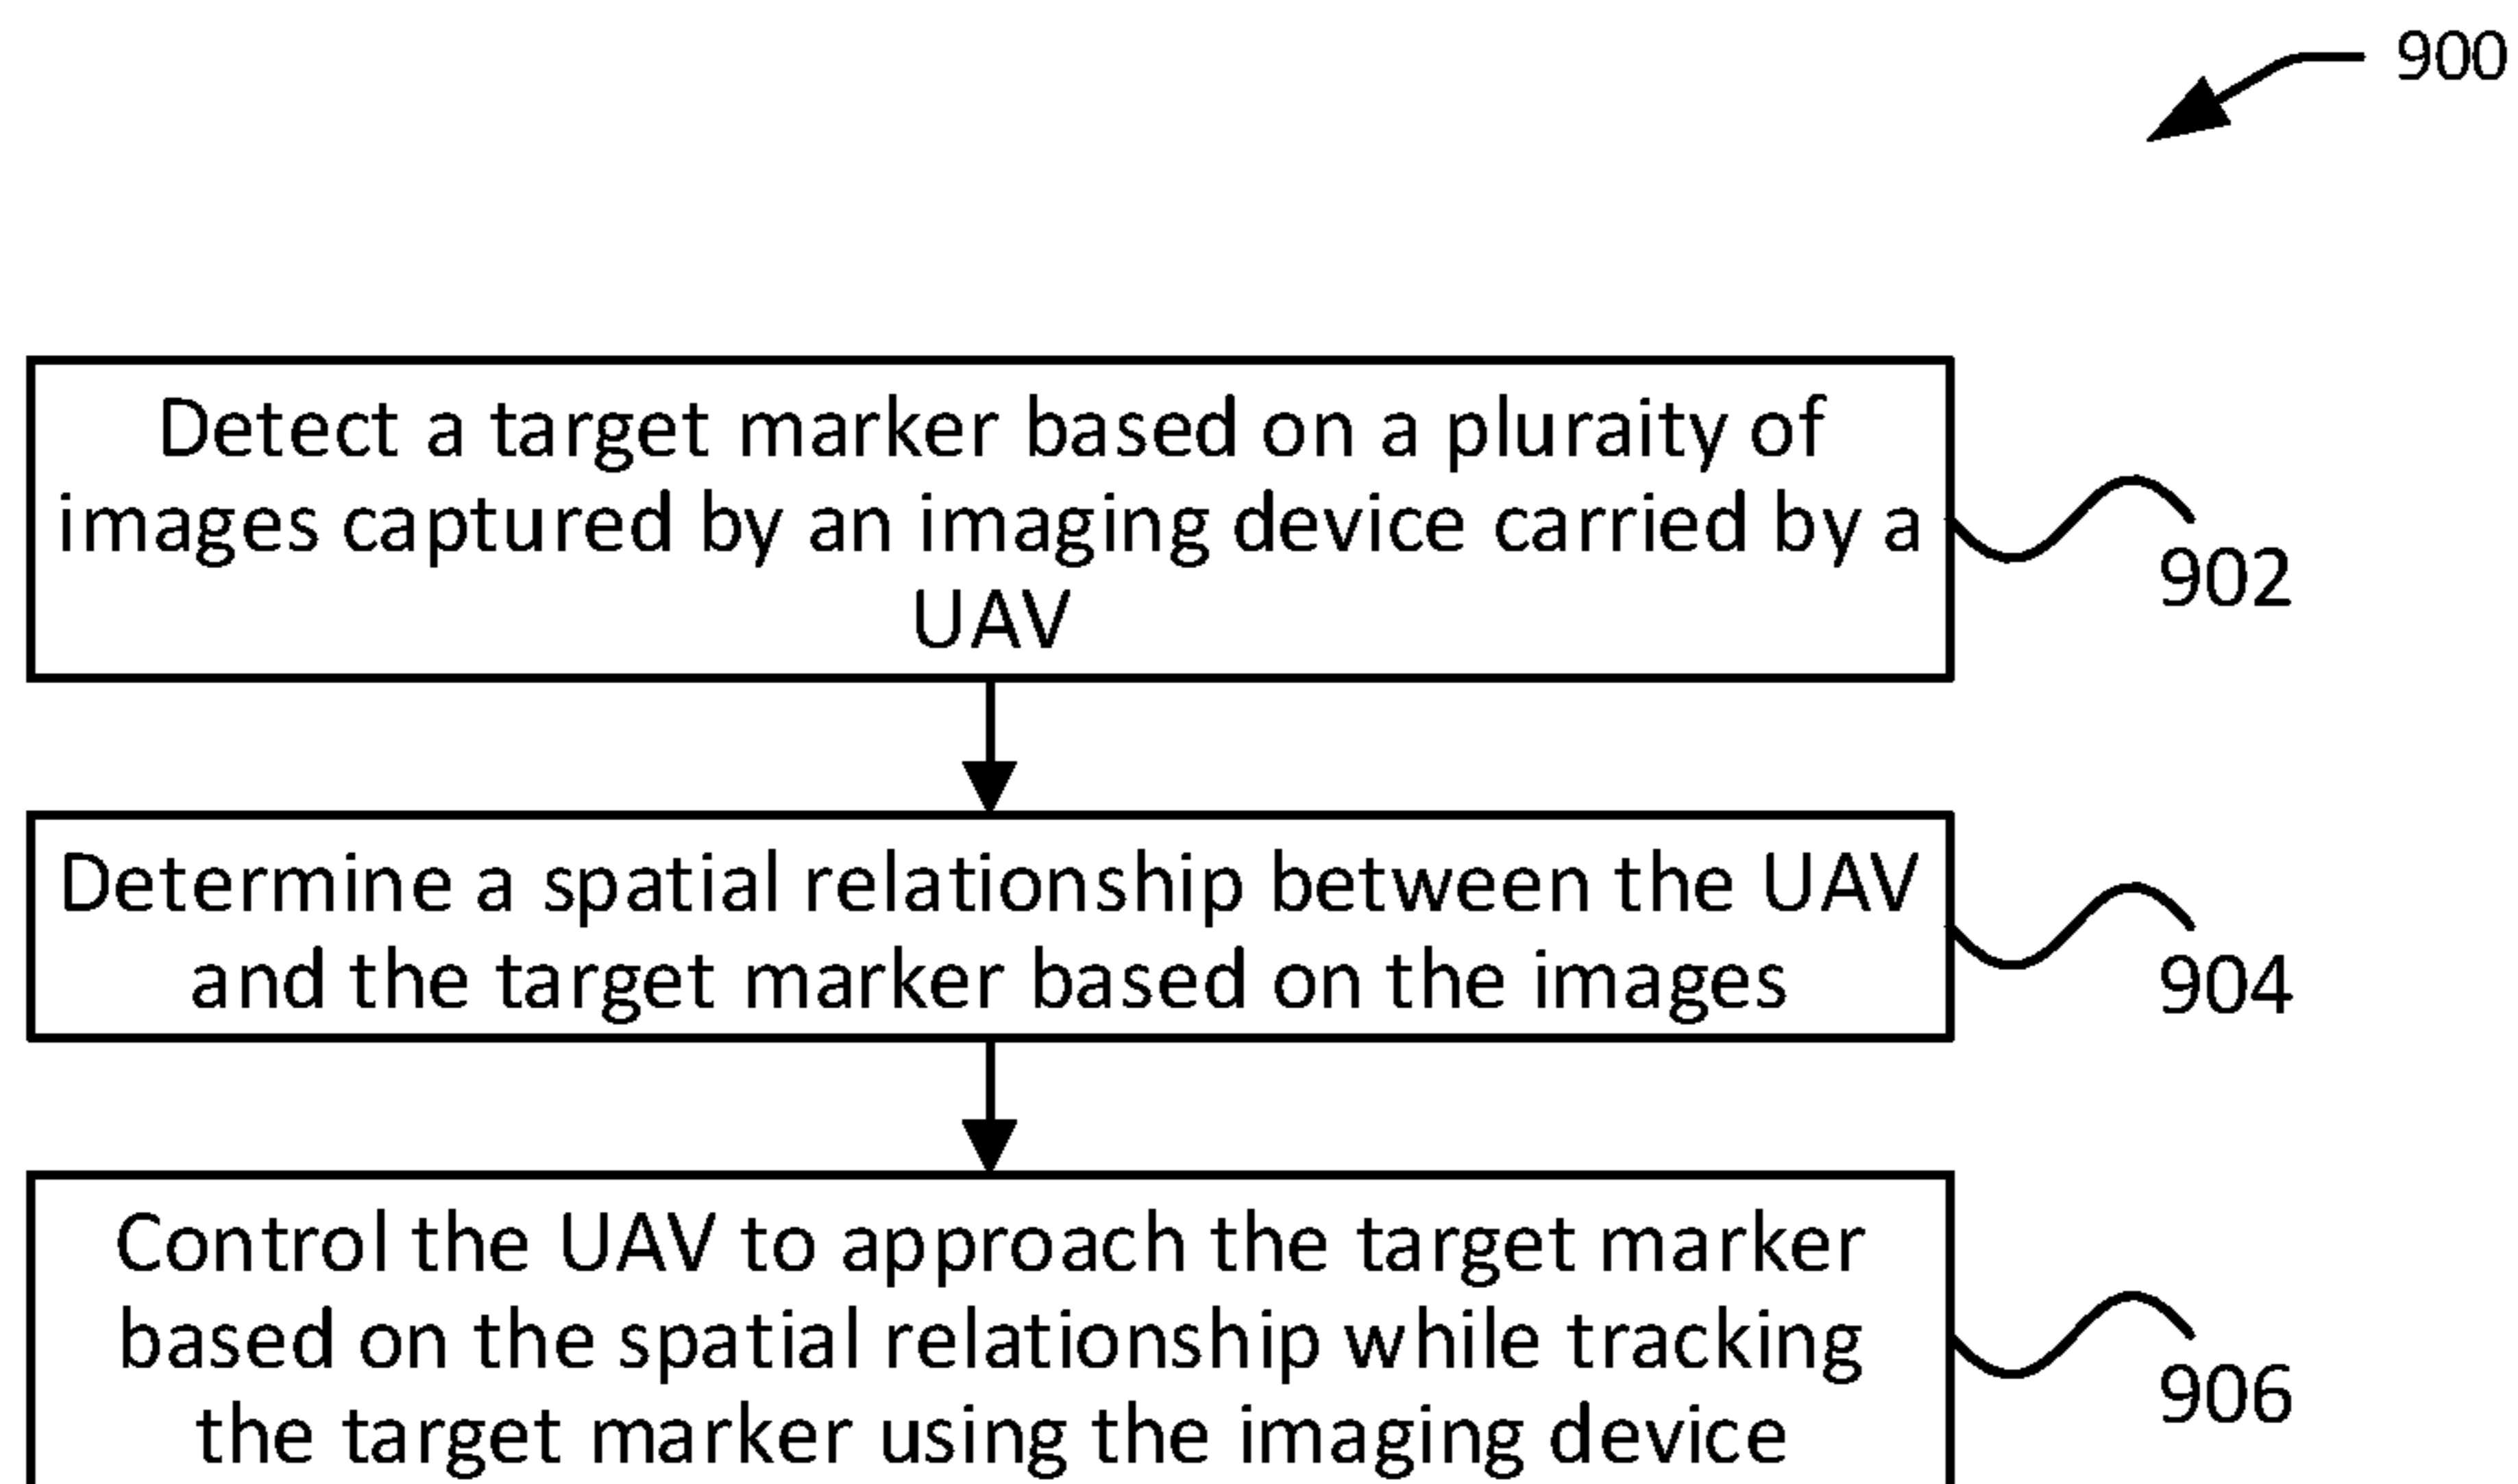 900
Detect a target marker based on a pluraity of
images captured by an imaging device carried by a
UAV
902
Determine a spatial relationship between the UAV
and the target marker based on the images
904
Control the UAV to approach the target marker
based on the spatial relationship while tracking
the target marker using the imaging device
906